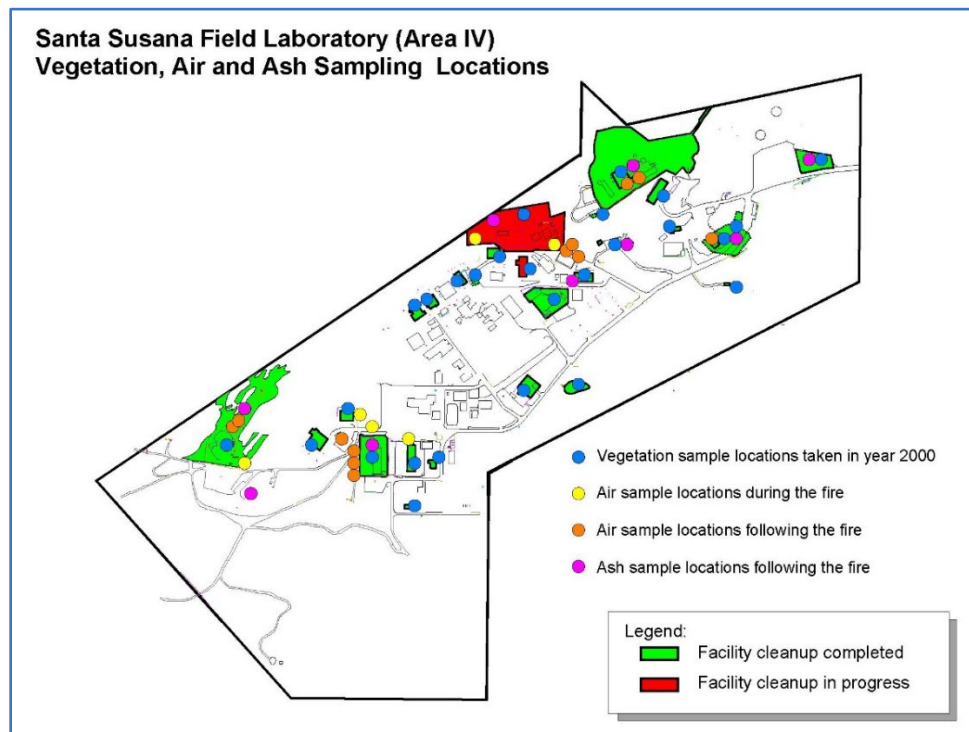 Santa Susana Field Laboratory (Area IV)
Vegetation, Air and Ash Sampling Locations
Vegetation sample locations taken in year 2000
Air sample locations during the fire
Air sample locations following the fire
Ash sample locations following the fire
Legend:
Facility cleanup completed
Facility cleanup in progress